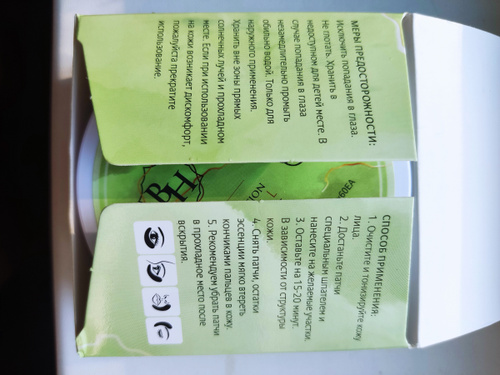 МЕРЫ ПРЕДОСТОРОЖНОСТИ:
Исключить попадания в глаза.
Не глотать. Хранить в
недоступном для детей месте. В
случае попадания в глаза
незамедлительно промыть
обильно водой. Только для
наружного применения.
Хранить вне зоны прямых
солнечных лучей и прохладном
месте. Если при использовании
на кожи возникает дискомфорт,
пожалуйста прекратите
использование.
СПОСОБ ПРИМЕНЕНИЯ:
1. Очистите и тонизируйте кожу
лица.
2. Достаньте патчи
специальным шпателем и
нанесите на желаемые участки.
3. Оставьте на 15-20 минут.
В зависимости от структуры
кожи.
4. Снять патчи, остатки
эссенции мягко втереть
кончиками пальцев в кожу.
5. Рекомендуем убрать патчи
в прохладное место после
вскрытия.